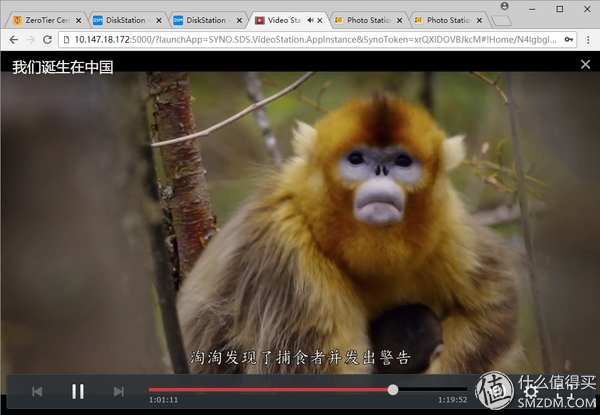 ZeroTier Cen
DiskStation -
DiskStation -
Video Sta
Photo Station
Photo Station
10.147.18.172:5000/?launchApp=SYNO.SDS.VideoStation.AppInstance&SynoToken=xrQXlDOVBJkcM#!Home/N4lgbgl...
我们诞生在中国
淘淘发现了捕食者并发出警告
1:01:11
1:19:52
值 什么值得买
SMZDM.COM